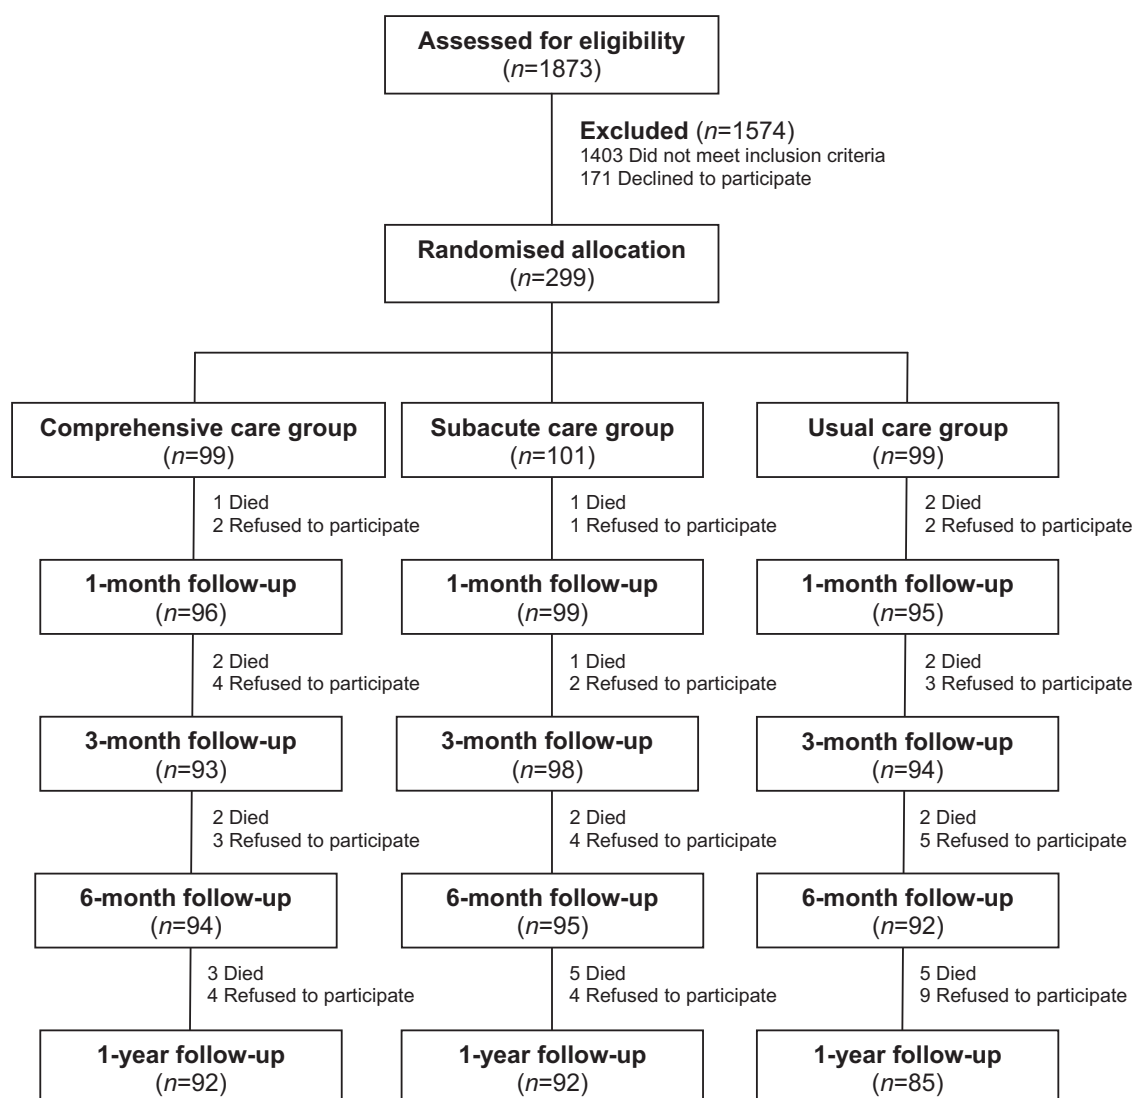 Assessed for eligibility
(n=1873)
Excluded (n=1574)
1403 Did not meet inclusion criteria
171 Declined to participate
Randomised allocation
(n=299)
Comprehensive care group
(n=99)
Subacute care group
(n=101)
Usual care group
(n=99)
1 Died
2 Refused to participate
1 Died
1 Refused to participate
2 Died
2 Refused to participate
1-month follow-up
(n=96)
1-month follow-up
(n=99)
1-month follow-up
(n=95)
2 Died
4 Refused to participate
1 Died
2 Refused to participate
2 Died
3 Refused to participate
3-month follow-up
(n=93)
3-month follow-up
(n=98)
3-month follow-up
(n=94)
2 Died
3 Refused to participate
2 Died
4 Refused to participate
2 Died
5 Refused to participate
6-month follow-up
(n=94)
6-month follow-up
(n=95)
6-month follow-up
(n=92)
3 Died
4 Refused to participate
5 Died
4 Refused to participate
5 Died
9 Refused to participate
1-year follow-up
(n=92)
1-year follow-up
(n=92)
1-year follow-up
(n=85)